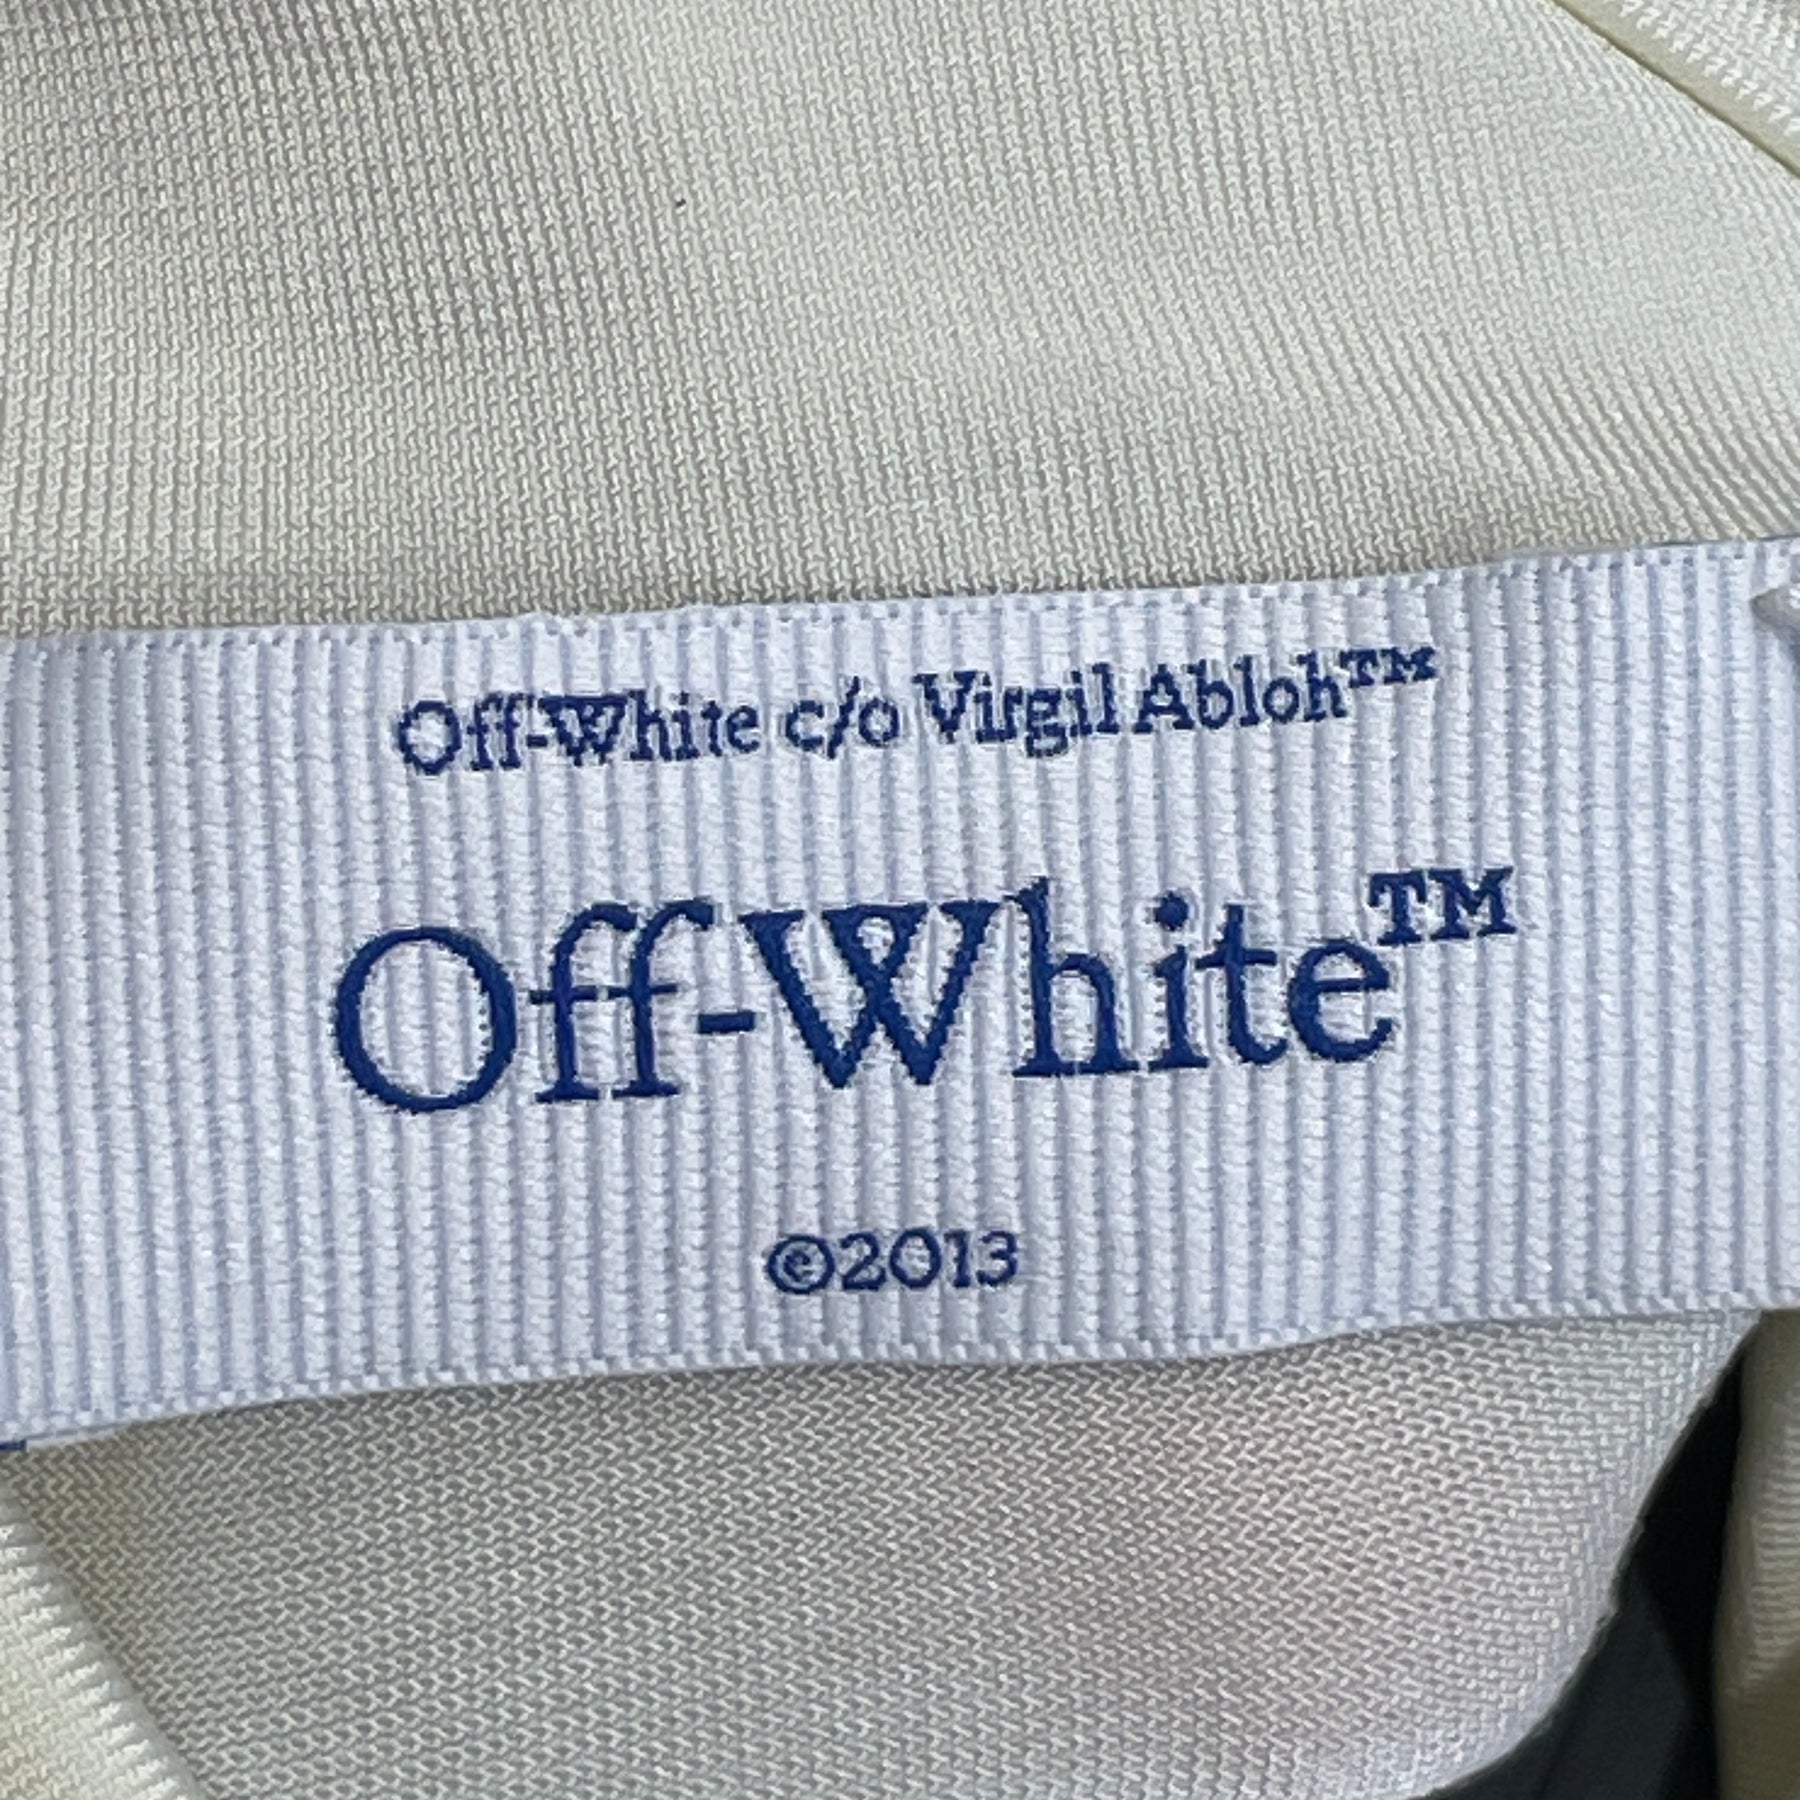 Off-White c/o Virgil Abloh™
Off-White™
©2013